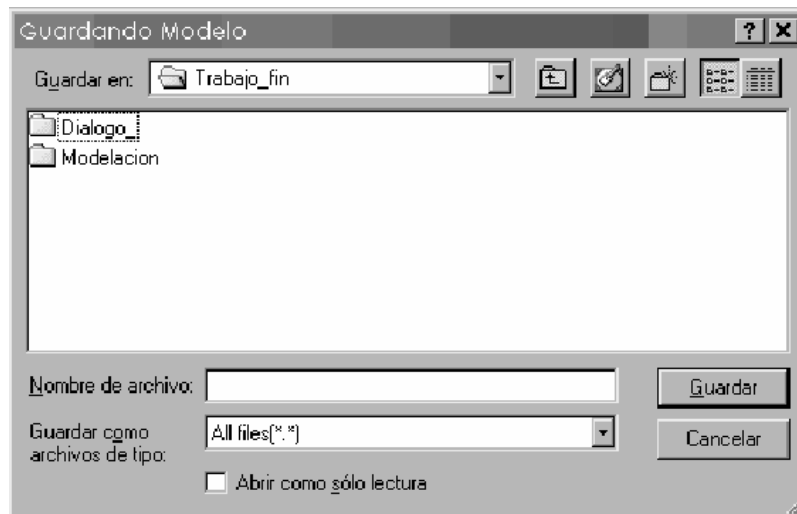 Guardando Modelo
Guardar en: Trabajo_fin
Dialogo_
Modelacion
Nombre de archivo: Guardar
Guardar como archivos de tipo: All files(*.*) Cancelar
Abrir como sólo lectura